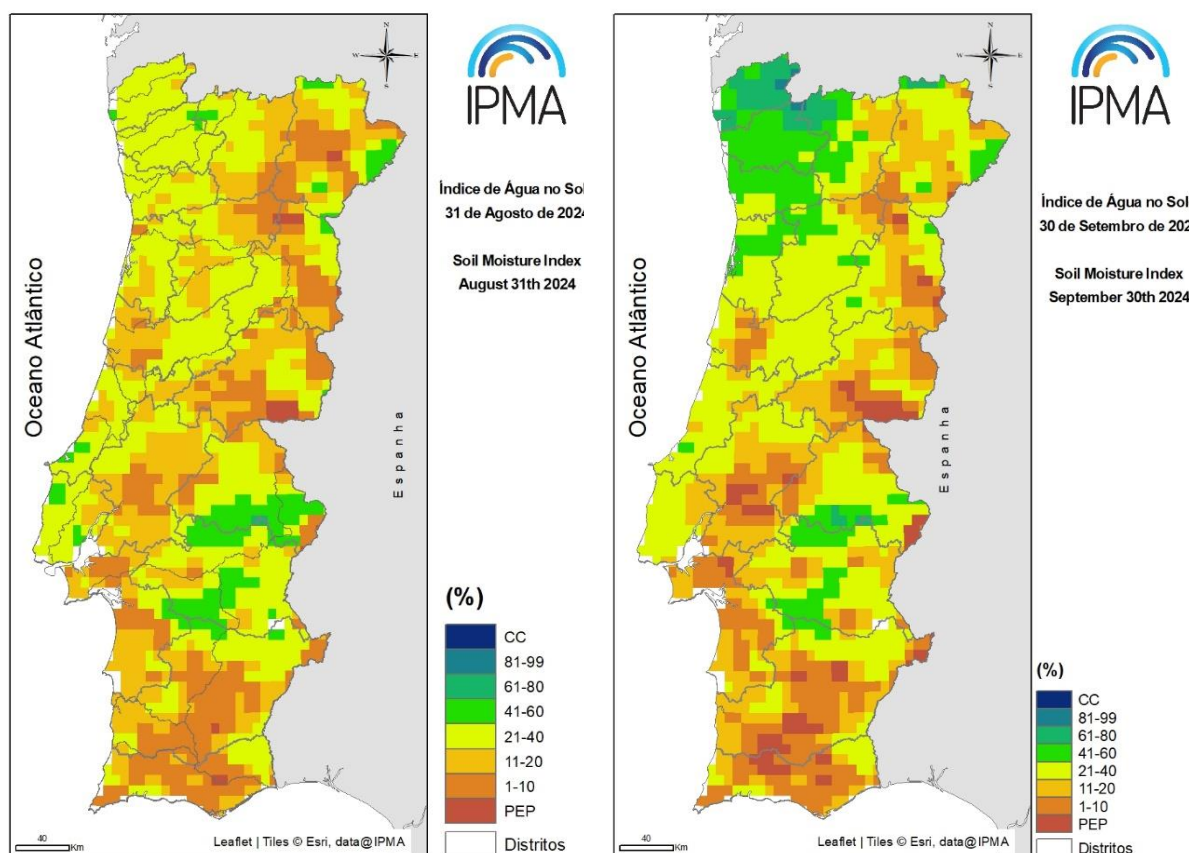 N
W
E
S
IPMA
Índice de Água no Sol
31 de Agosto de 2024
Soil Moisture Index
August 31th 2024
Oceano Atlântico
Espanha
(%)
CC
81-99
61-80
41-60
21-40
11-20
1-10
PEP
Distritos
40
Km
Leaflet | Tiles © Esri, data@IPMA
N
W
E
S
IPMA
Índice de Água no Sol
30 de Setembro de 202
Soil Moisture Index
September 30th 2024
Oceano Atlântico
Espanha
(%)
CC
81-99
61-80
41-60
21-40
11-20
1-10
PEP
Distritos
40
Km
Leaflet | Tiles © Esri, data@IPMA